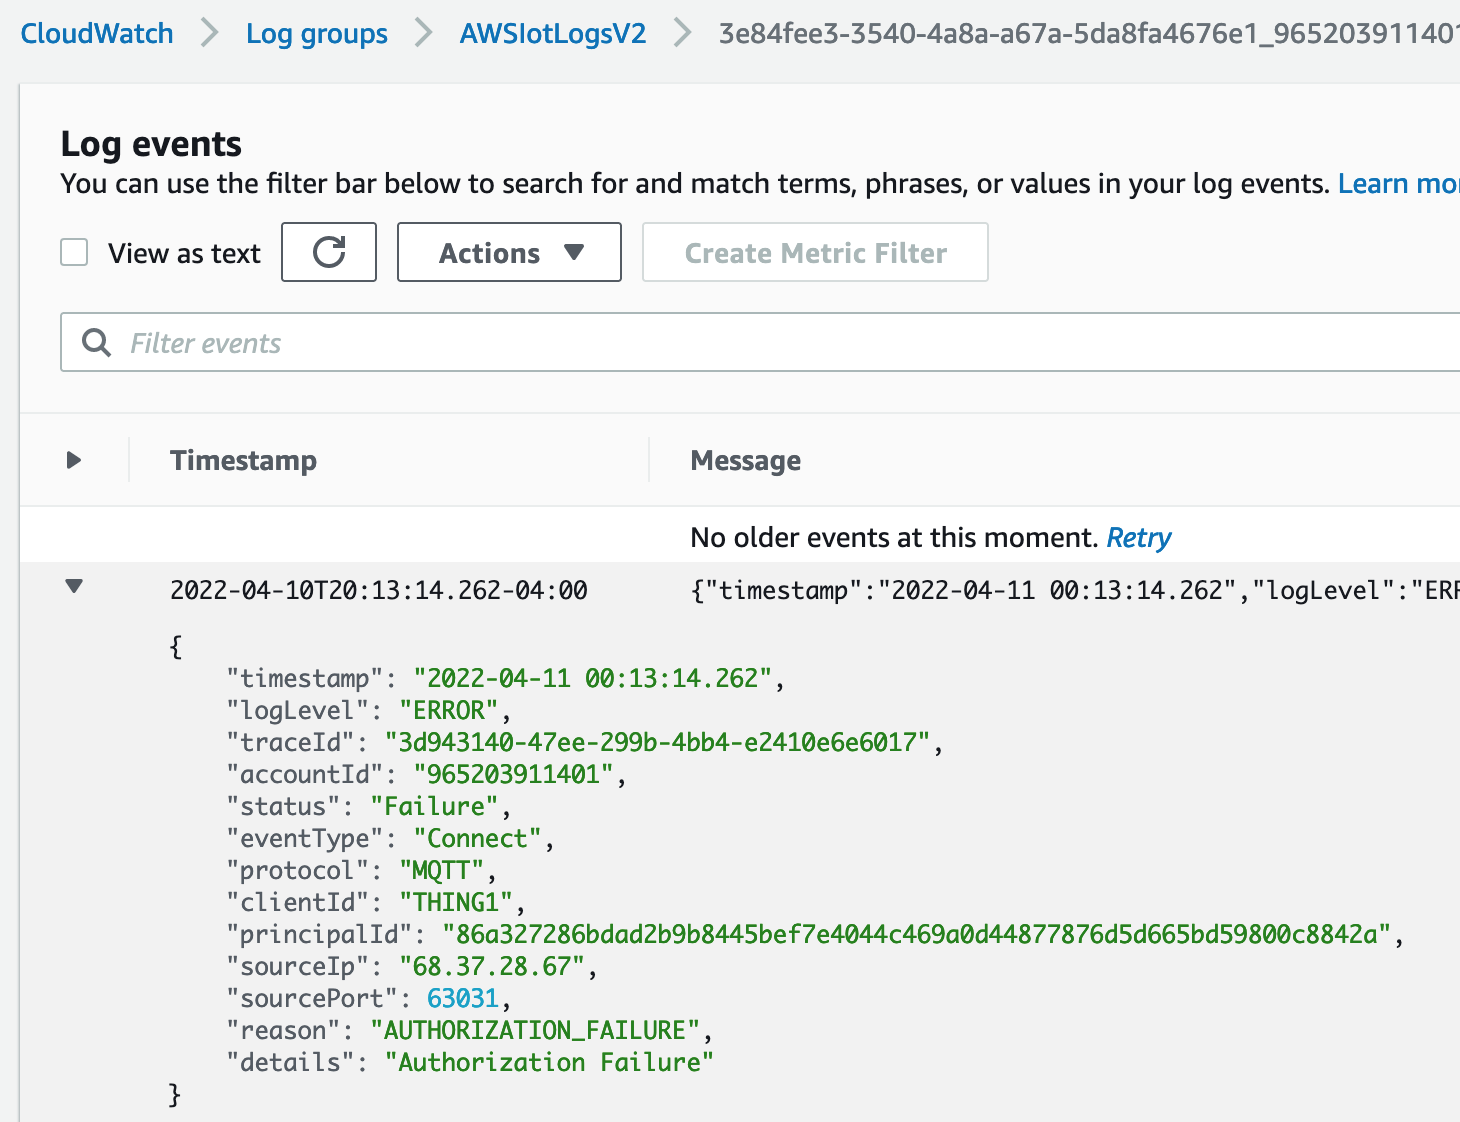 CloudWatch > Log groups > AWSIotLogsV2 > 3e84fee3-3540-4a8a-a67a-5da8fa4676e1_965203911401
Log events
You can use the filter bar below to search for and match terms, phrases, or values in your log events. Learn mo
View as text Actions ▼ Create Metric Filter
Filter events
Timestamp Message
No older events at this moment. Retry
2022-04-10T20:13:14.262-04:00 {"timestamp":"2022-04-11 00:13:14.262","logLevel":"ERR
{
"timestamp": "2022-04-11 00:13:14.262",
"logLevel": "ERROR",
"traceId": "3d943140-47ee-299b-4bb4-e2410e6e6017",
"accountId": "965203911401",
"status": "Failure",
"eventType": "Connect",
"protocol": "MQTT",
"clientId": "THING1",
"principalId": "86a327286bdad2b9b8445bef7e4044c469a0d44877876d5d665bd59800c8842a",
"sourceIp": "68.37.28.67",
"sourcePort": 63031,
"reason": "AUTHORIZATION_FAILURE",
"details": "Authorization Failure"
}